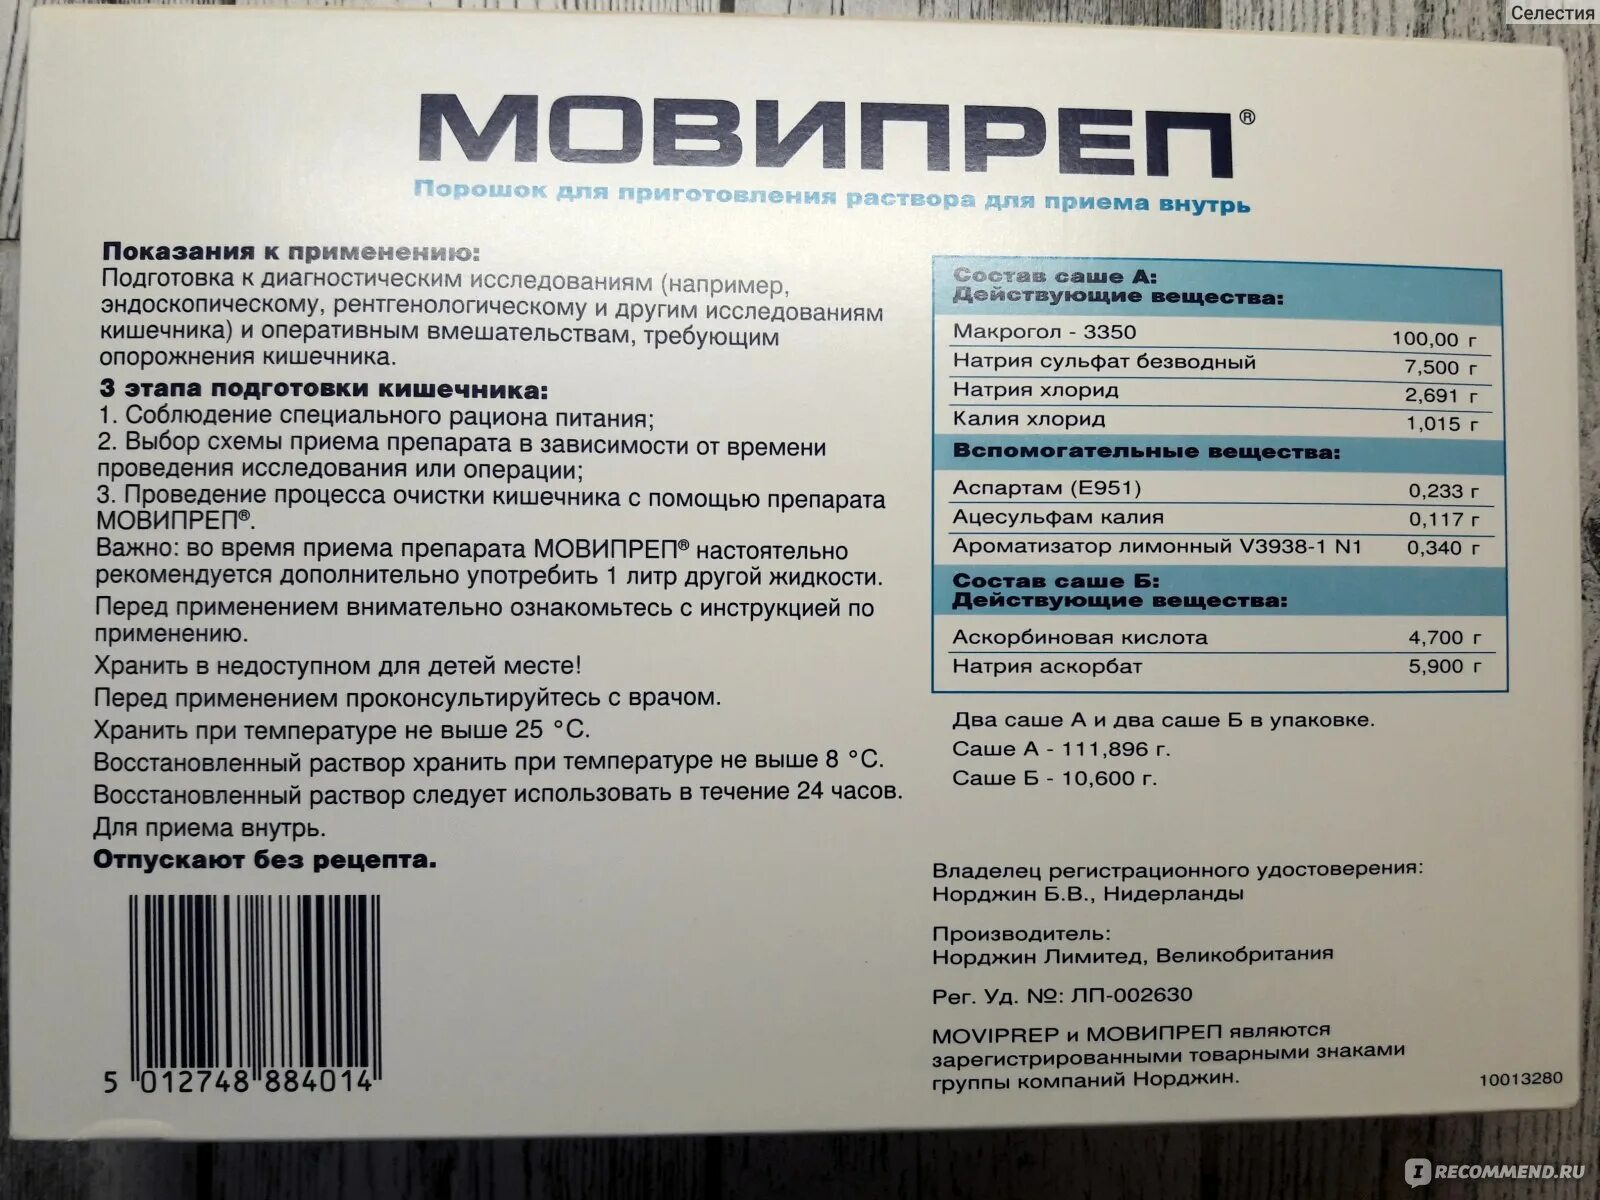 Селестия
МОВИПРЕП®
Порошок для приготовления раствора для приема внутрь
Показания к применению:
Подготовка к диагностическим исследованиям (например,
эндоскопическому, рентгенологическому и другим исследованиям
кишечника) и оперативным вмешательствам, требующим
опорожнения кишечника.
3 этапа подготовки кишечника:
1. Соблюдение специального рациона питания;
2. Выбор схемы приема препарата в зависимости от времени
проведения исследования или операции;
3. Проведение процесса очистки кишечника с помощью препарата
МОВИПРЕП®.
Важно: во время приема препарата МОВИПРЕП® настоятельно
рекомендуется дополнительно употребить 1 литр другой жидкости.
Перед применением внимательно ознакомьтесь с инструкцией по
применению.
Хранить в недоступном для детей месте!
Перед применением проконсультируйтесь с врачом.
Хранить при температуре не выше 25 °С.
Восстановленный раствор хранить при температуре не выше 8 °С.
Восстановленный раствор следует использовать в течение 24 часов.
Для приема внутрь.
Отпускают без рецепта.
5 012748 884014
Состав саше А:
Действующие вещества:
Макрогол - 3350 100,00 г
Натрия сульфат безводный 7,500 г
Натрия хлорид 2,691 г
Калия хлорид 1,015 г
Вспомогательные вещества:
Аспартам (Е951) 0,233 г
Ацесульфам калия 0,117 г
Ароматизатор лимонный V3938-1 N1 0,340 г
Состав саше Б:
Действующие вещества:
Аскорбиновая кислота 4,700 г
Натрия аскорбат 5,900 г
Два саше А и два саше Б в упаковке.
Саше А - 111,896 г.
Саше Б - 10,600 г.
Владелец регистрационного удостоверения:
Норджин Б.В., Нидерланды
Производитель:
Норджин Лимитед, Великобритания
Рег. Уд. №: ЛП-002630
MOVIPREP и МОВИПРЕП являются
зарегистрированными товарными знаками
группы компаний Норджин.
10013280
IRECOMMEND.RU